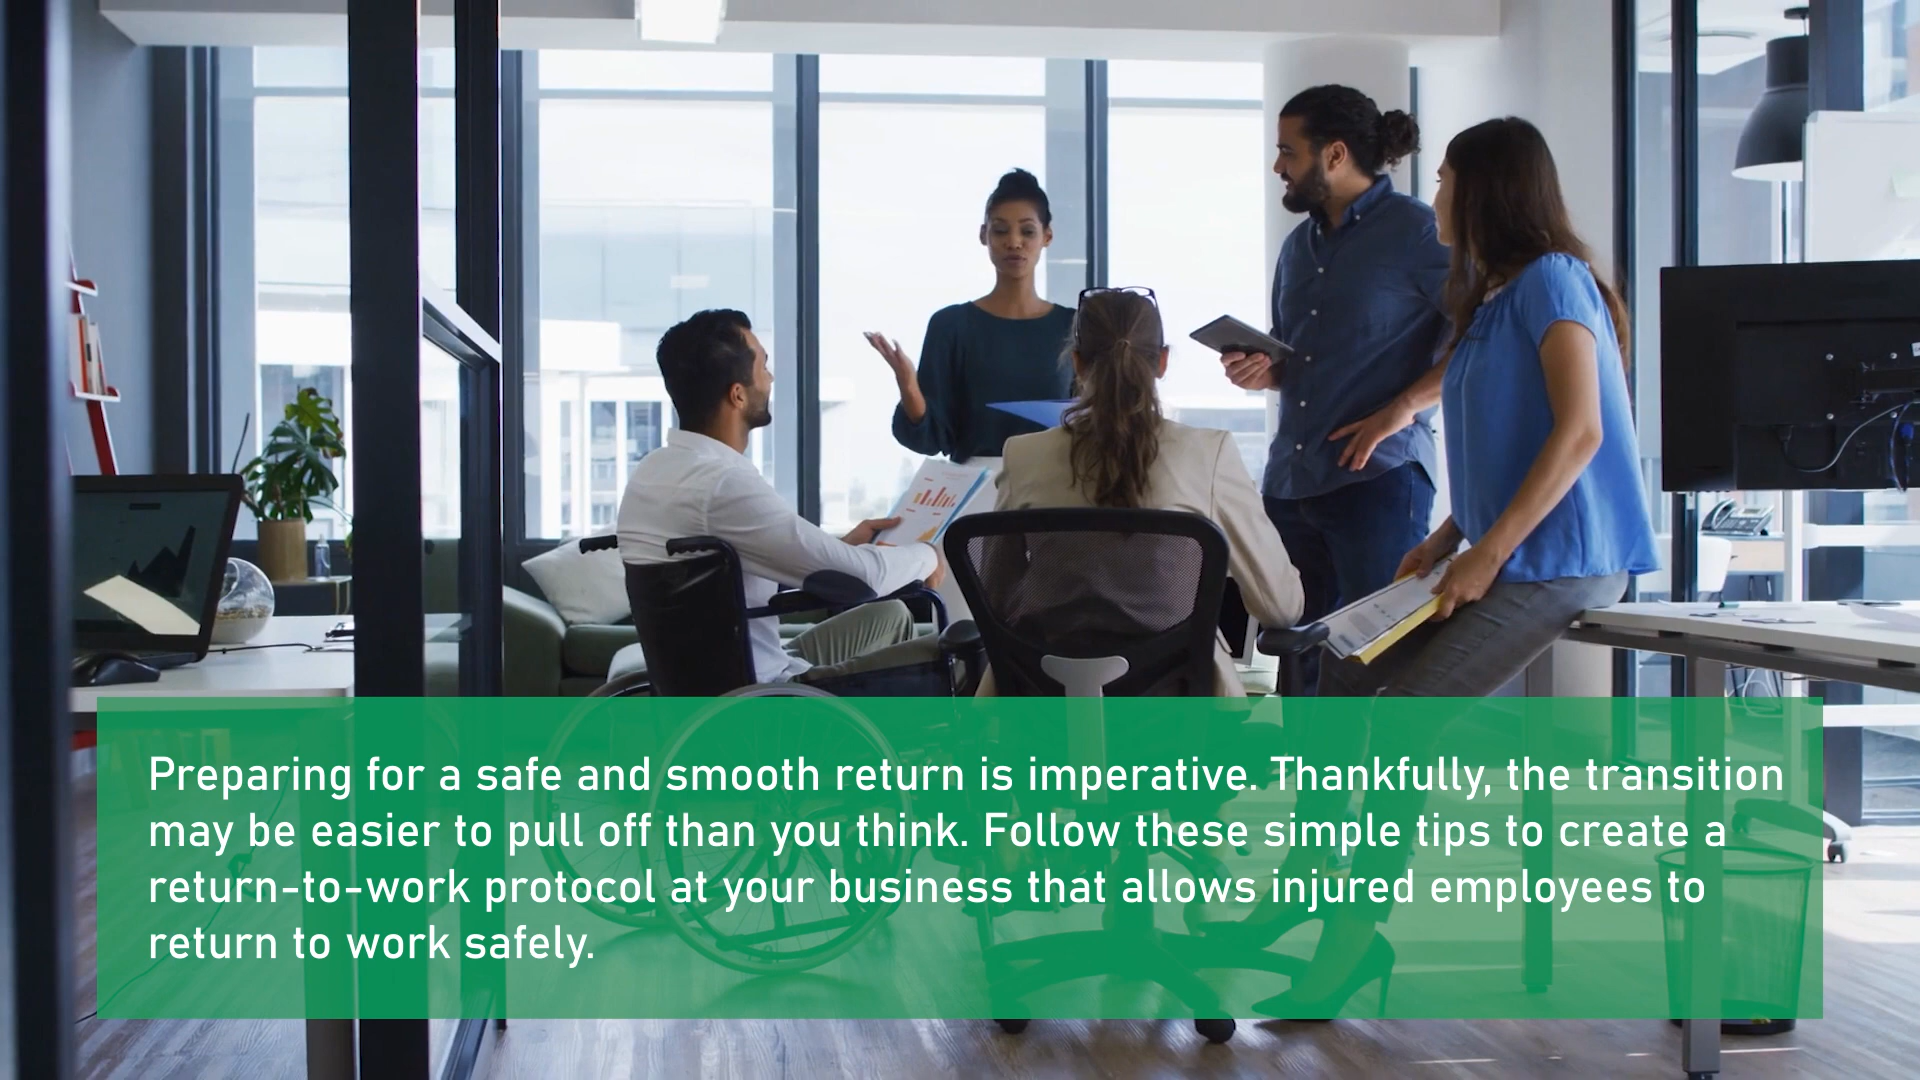 Preparing for a safe and smooth return is imperative. Thankfully, the transition
may be easier to pull off than you think. Follow these simple tips to create a
return-to-work protocol at your business that allows injured employees to
return to work safely.